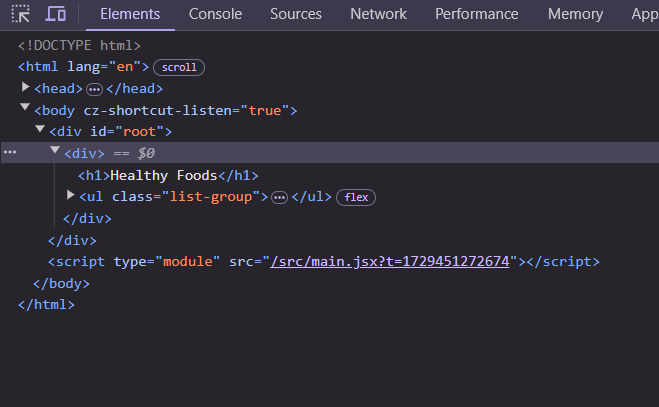 Elements Console Sources Network Performance Memory App
<!DOCTYPE html>
<html lang="en"> scroll
<head> ... </head>
<body cz-shortcut-listen="true">
<div id="root">
... <div> == $0
<h1>Healthy Foods</h1>
<ul class="list-group"> ... </ul> flex
</div>
</div>
<script type="module" src="/src/main.jsx?t=1729451272674"></script>
</body>
</html>